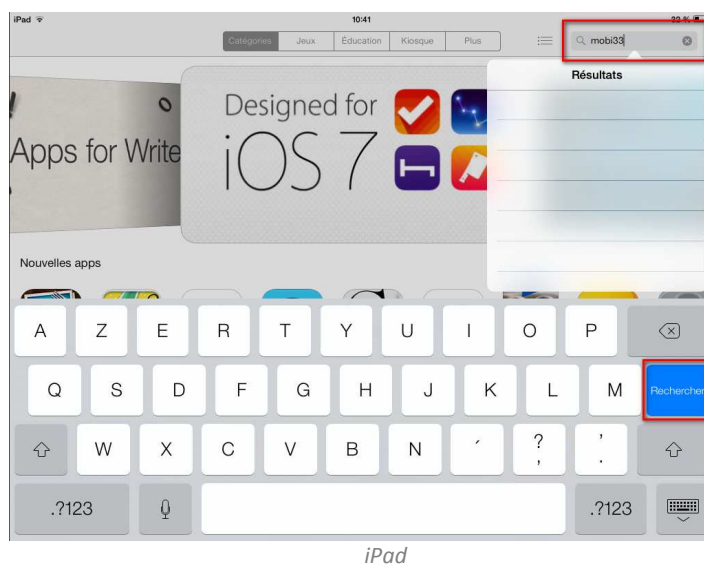 iPad 10:41 22 %
Catégories Jeux Éducation Kiosque Plus mobi33
Résultats
Apps for Write
Designed for
iOS 7
Nouvelles apps
A Z E R T Y U I O P
Q S D F G H J K L M Rechercher
W X C V B N ´ ? , ' .
.?123 .?123
iPad